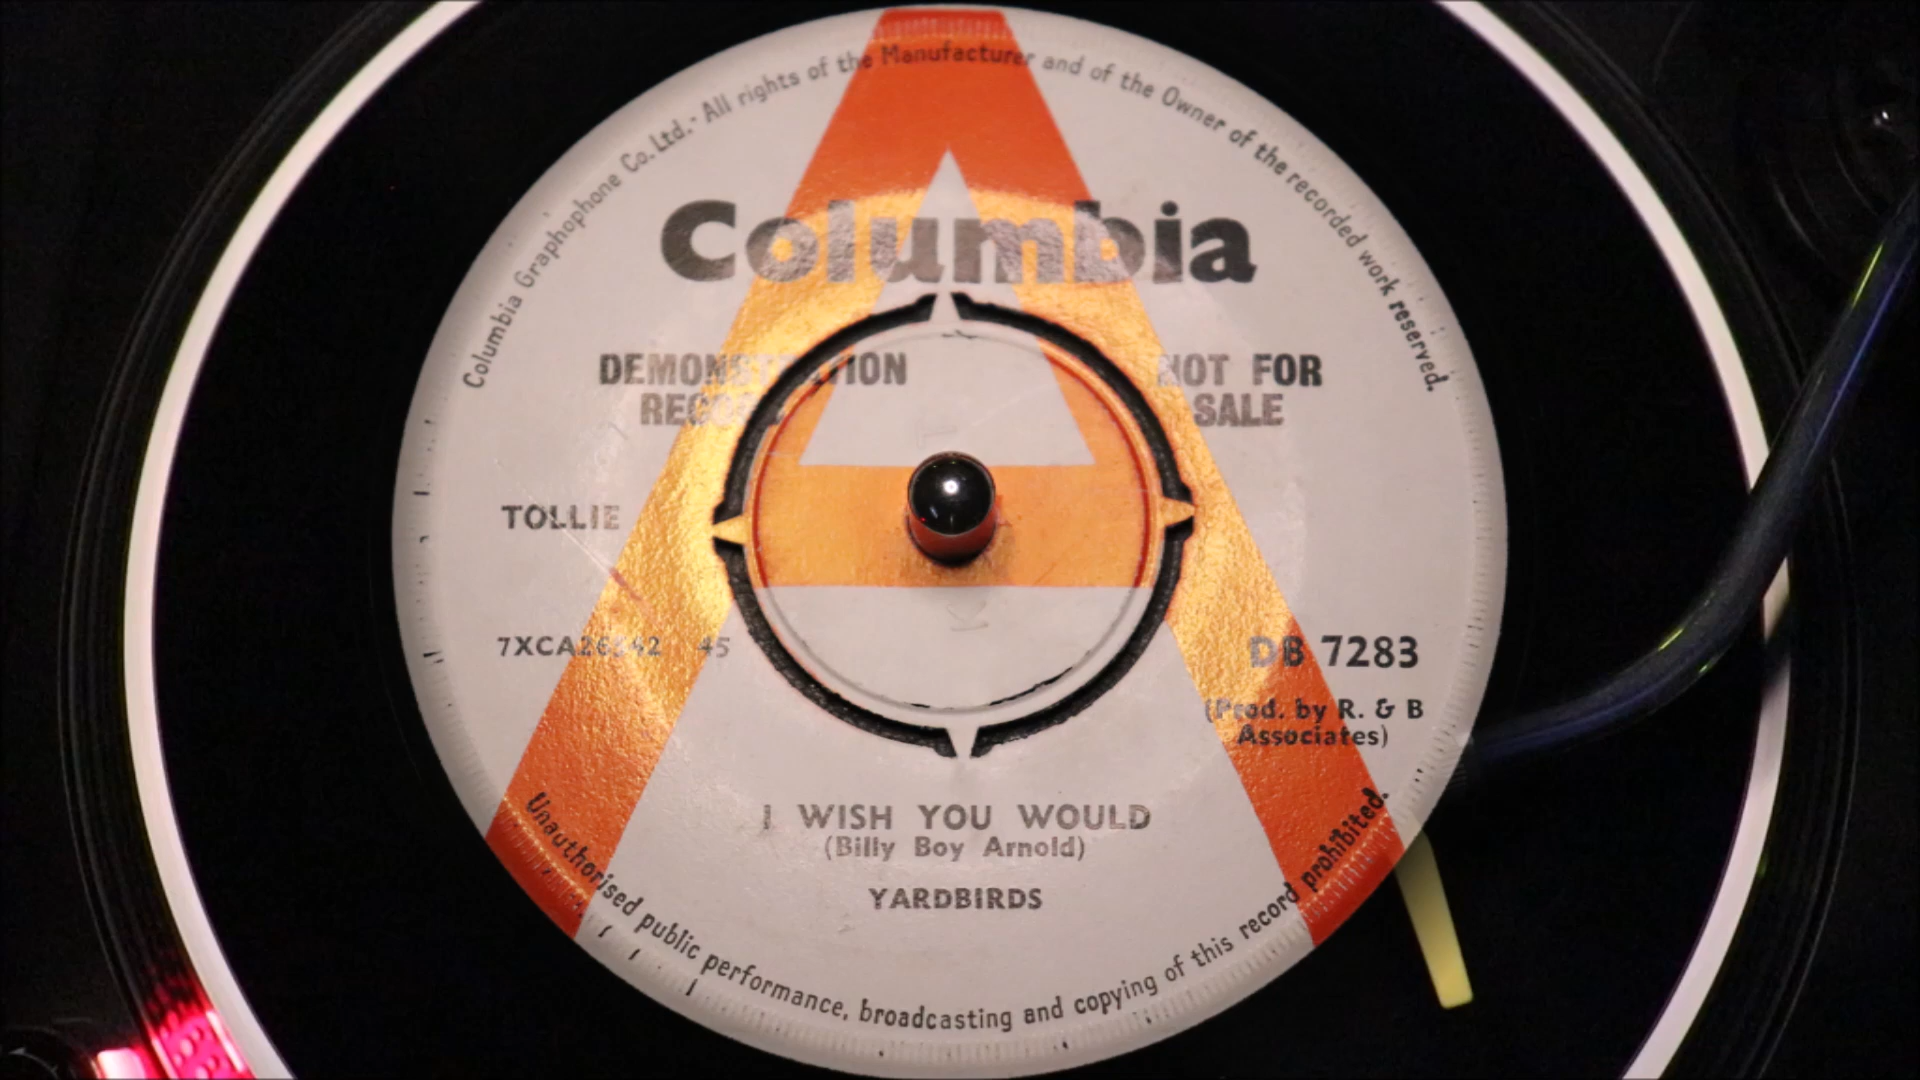 Columbia Graphophone Co. Ltd. - All rights of the Manufacturer and of the Owner of the recorded work reserved.
Columbia
DEMONSTRATION NOT FOR
RECORD SALE
TOLLIE
45
DB 7283
(Prod. by R. & B
Associates)
I WISH YOU WOULD
(Billy Boy Arnold)
YARDBIRDS
Unauthorised public performance, broadcasting and copying of this record prohibited.